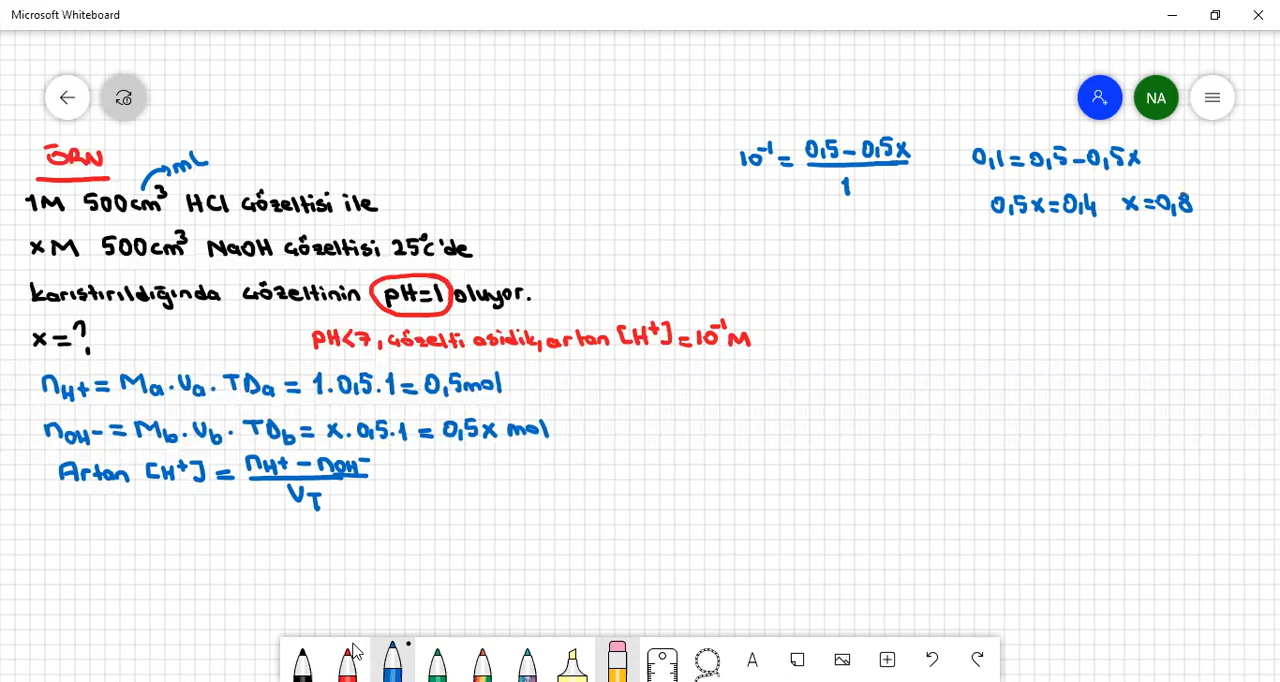 Microsoft Whiteboard
NA
ÖRN
mL
1M 500cm³ HCl çözeltisi ile
xM 500cm³ NaOH çözeltisi 25°C'de
karıştırıldığında çözeltinin pH=1 oluyor.
x=?
pH<7, çözelti asidik, artan [H⁺]=10⁻¹M
nH⁺ = Ma.Va.TDa = 1.0,5.1 = 0,5mol
nOH⁻ = Mb.Vb.TDb = x.0,5.1 = 0,5x mol
Artan [H⁺] = nH⁺ - nOH⁻ / VT
10⁻¹ = 0,5-0,5x / 1
0,1=0,5-0,5x
0,5x=0,4 x=0,8
A